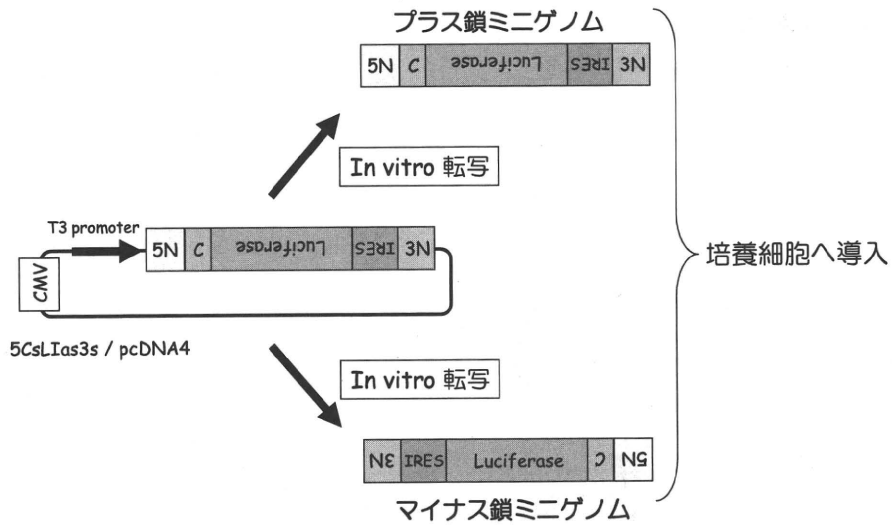 プラス鎖ミニゲノム
5N C Luciferase IRES 3N
In vitro 転写
T3 promoter
5N C Luciferase IRES 3N
CMV
培養細胞へ導入
5CsLIas3s / pcDNA4
In vitro 転写
3N IRES Luciferase C 5N
マイナス鎖ミニゲノム